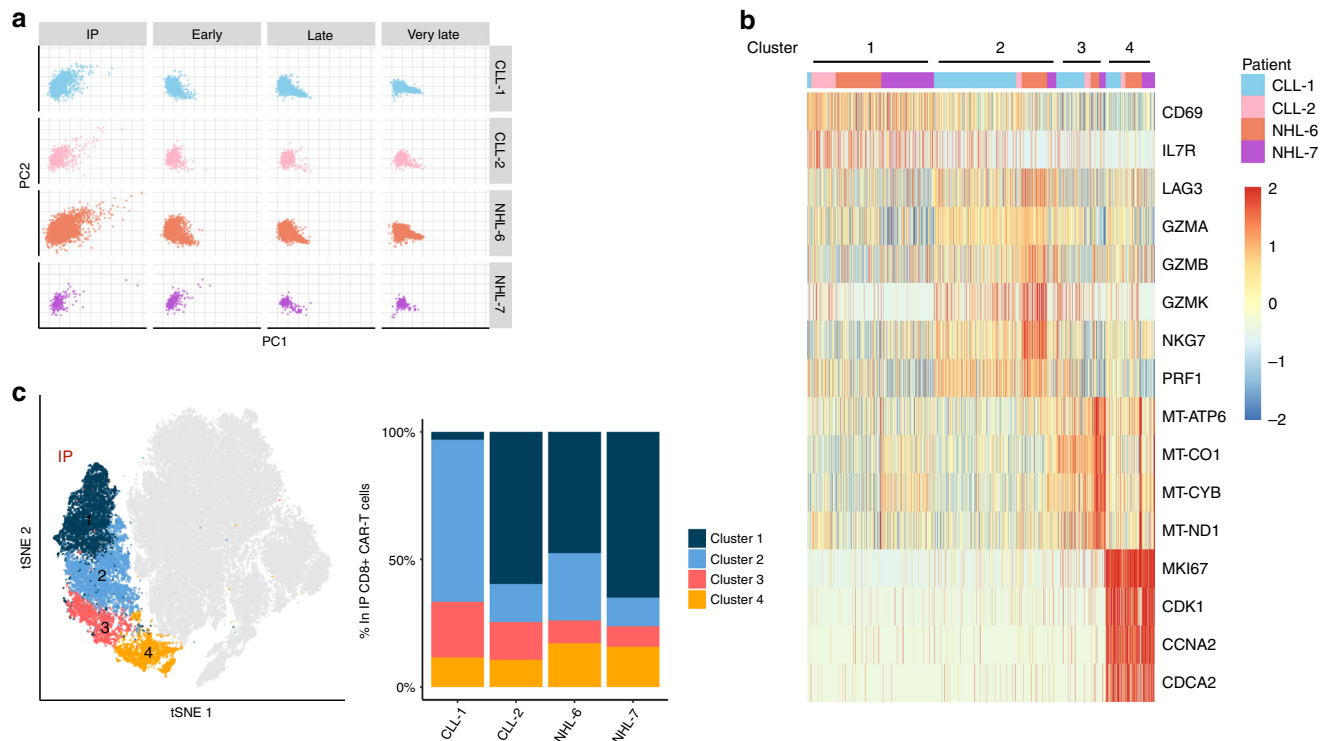 a
IP
Early
Late
Very late
CLL-1
CLL-2
NHL-6
NHL-7
PC2
PC1
b
Cluster
1
2
3
4
Patient
CLL-1
CLL-2
NHL-6
NHL-7
2
1
0
–1
–2
CD69
IL7R
LAG3
GZMA
GZMB
GZMK
NKG7
PRF1
MT-ATP6
MT-CO1
MT-CYB
MT-ND1
MKI67
CDK1
CCNA2
CDCA2
c
IP
1
2
3
4
tSNE 2
tSNE 1
100%
50%
0%
% In IP CD8+ CAR-T cells
CLL-1
CLL-2
NHL-6
NHL-7
Cluster 1
Cluster 2
Cluster 3
Cluster 4